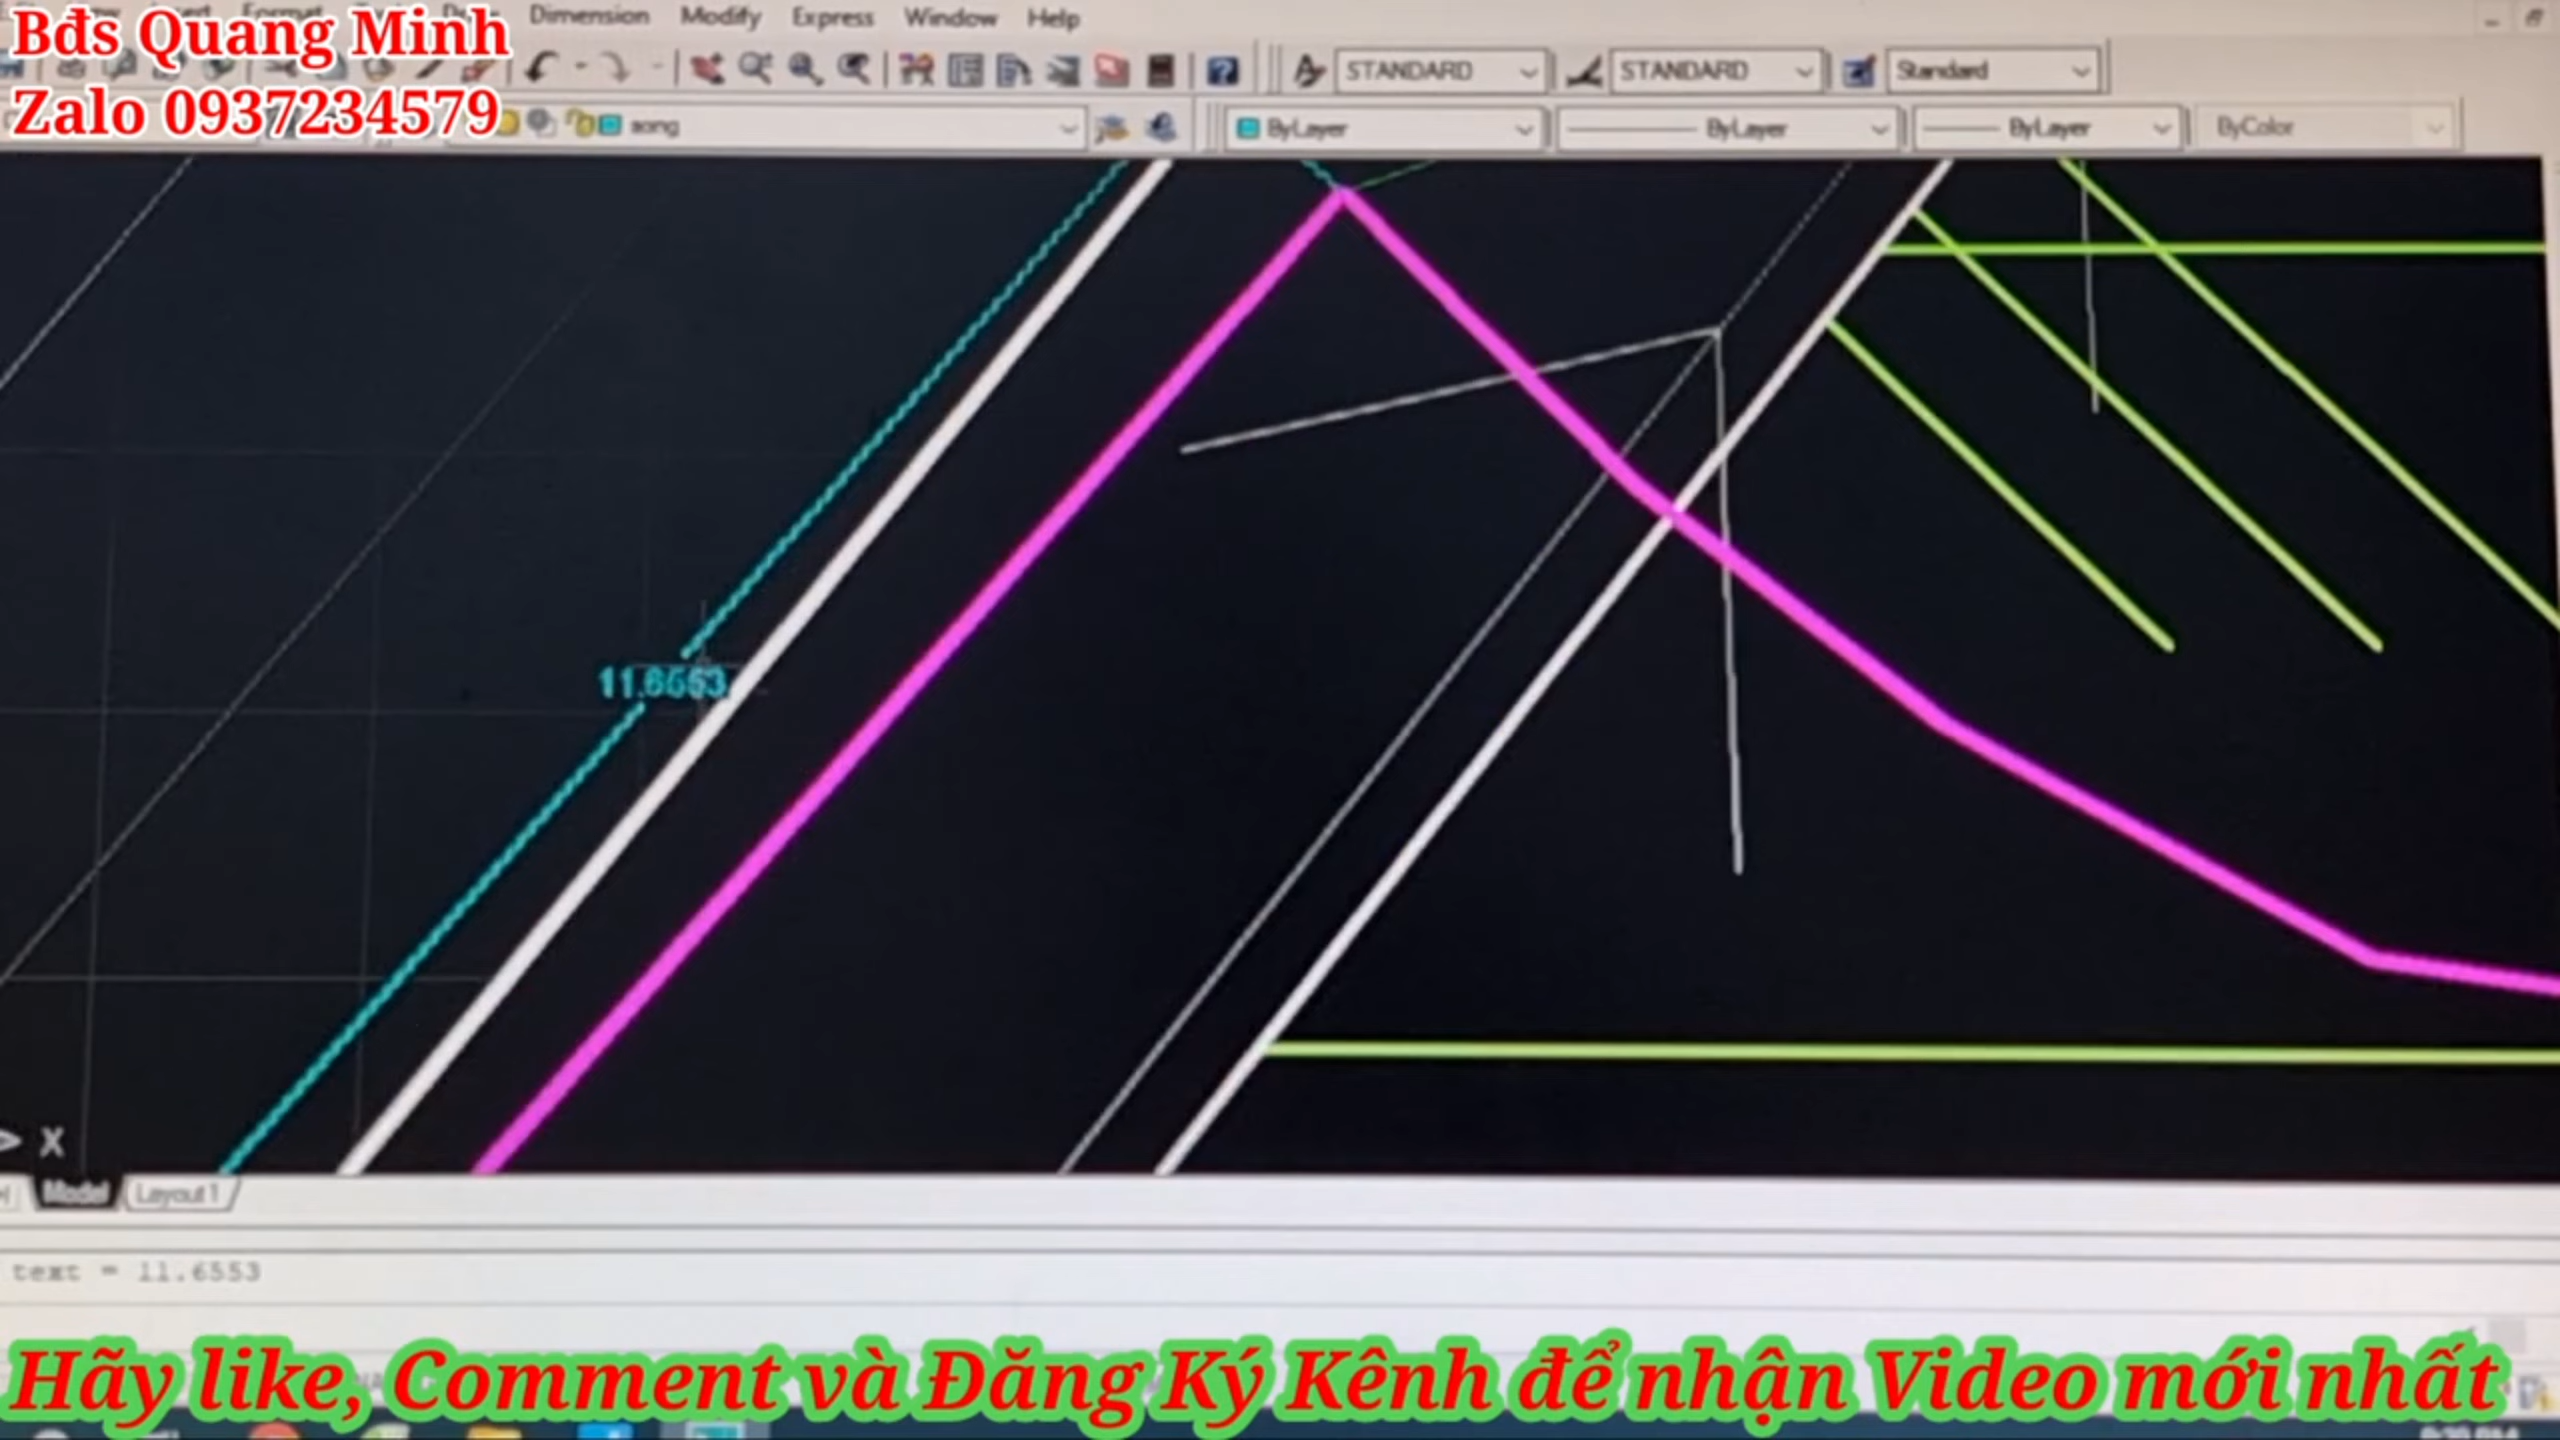 Bđs Quang Minh
Zalo 0937234579
Dimension Modify Express Window Help
STANDARD STANDARD Standard
song ByLayer ByLayer ByLayer ByColor
11.6553
X
Model Layout1
text = 11.6553
Hãy like, Comment và Đăng Ký Kênh để nhận Video mới nhất